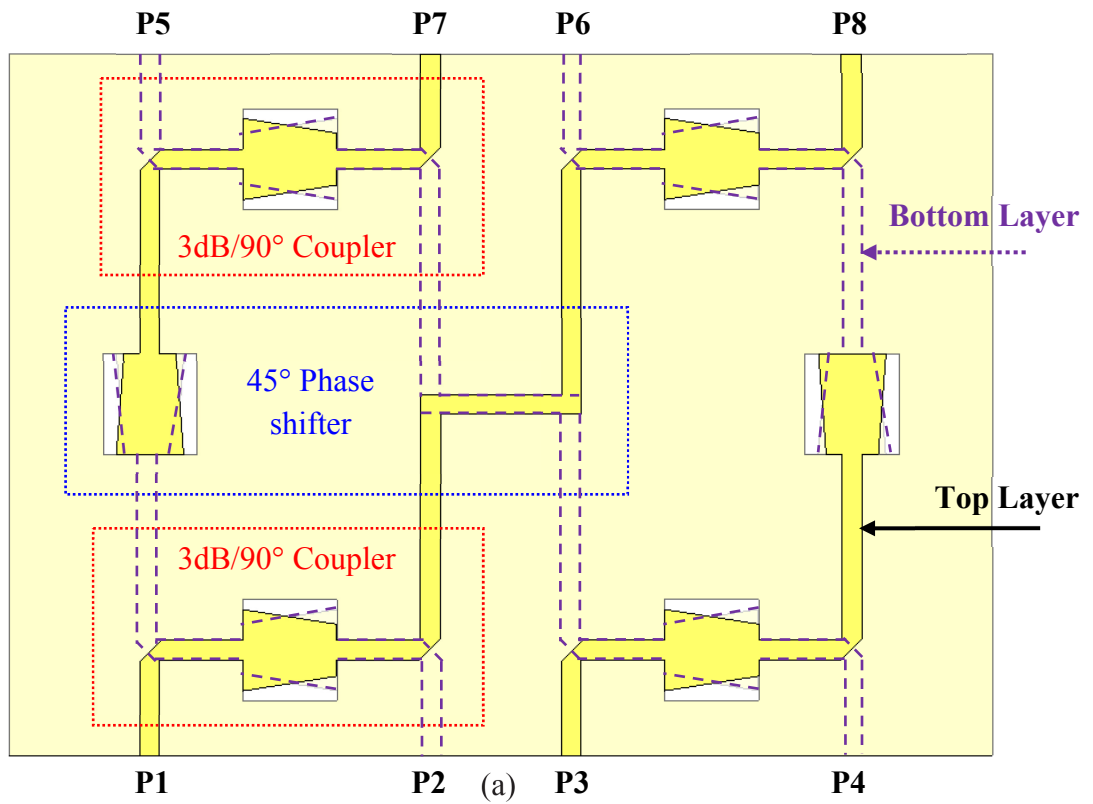 P5 P7 P6 P8
3dB/90° Coupler
Bottom Layer
45° Phase
shifter
Top Layer
3dB/90° Coupler
P1 P2 (a) P3 P4